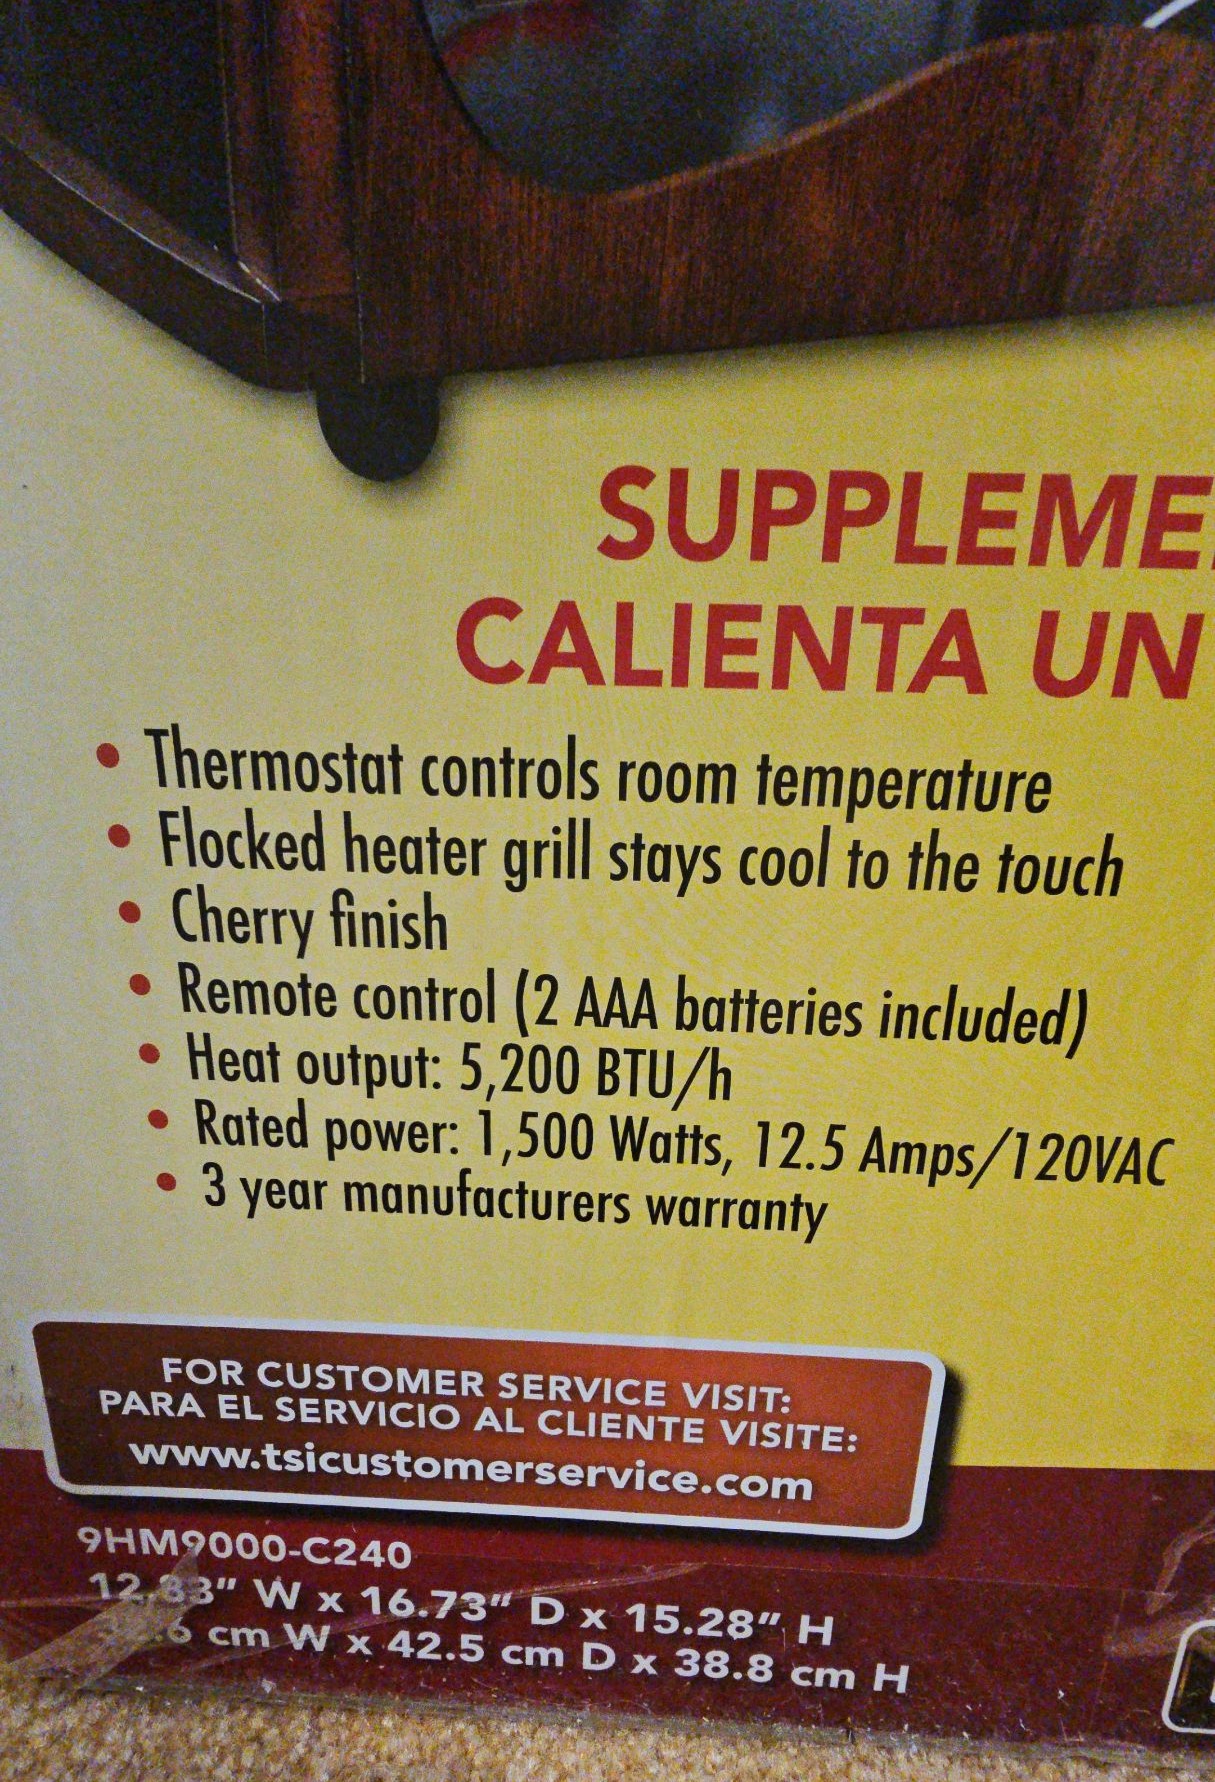 SUPPLEME
CALIENTA UN
• Thermostat controls room temperature
• Flocked heater grill stays cool to the touch
• Cherry finish
• Remote control (2 AAA batteries included)
• Heat output: 5,200 BTU/h
• Rated power: 1,500 Watts, 12.5 Amps/120VAC
• 3 year manufacturers warranty
FOR CUSTOMER SERVICE VISIT:
PARA EL SERVICIO AL CLIENTE VISITE:
www.tsicustomerservice.com
9HM9000-C240
" W x 16.73" D x 15.28" H
cm W x 42.5 cm D x 38.8 cm H